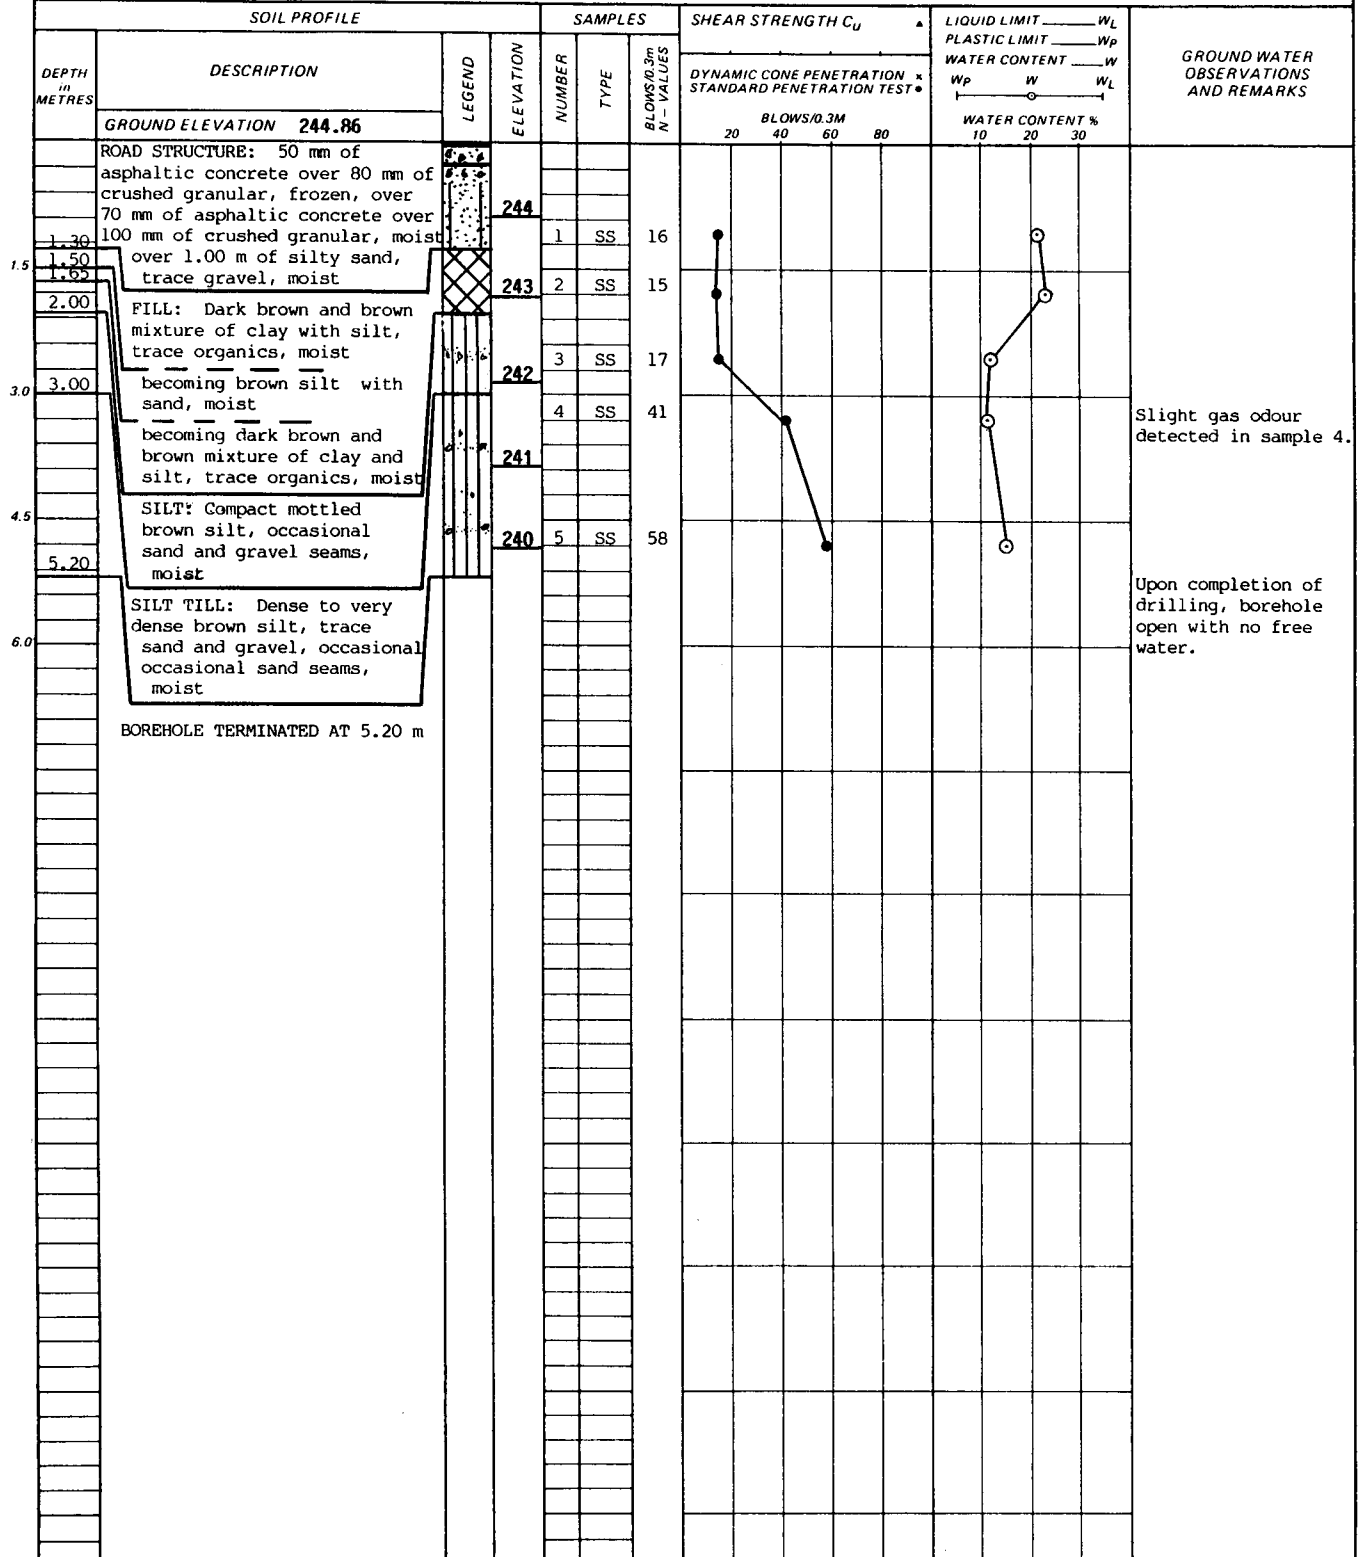 SOIL PROFILE
SAMPLES
SHEAR STRENGTH Cu ▲
LIQUID LIMIT ______ WL
PLASTIC LIMIT ______ WP
WATER CONTENT ____ W
GROUND WATER
OBSERVATIONS
AND REMARKS
DEPTH
in
METRES
DESCRIPTION
LEGEND
ELEVATION
NUMBER
TYPE
BLOWS/0.3m
N - VALUES
DYNAMIC CONE PENETRATION ×
STANDARD PENETRATION TEST ●
WP W WL
GROUND ELEVATION 244.86
BLOWS/0.3M
20 40 60 80
WATER CONTENT %
10 20 30
ROAD STRUCTURE: 50 mm of
asphaltic concrete over 80 mm of
crushed granular, frozen, over
70 mm of asphaltic concrete over
100 mm of crushed granular, moist
over 1.00 m of silty sand,
trace gravel, moist
FILL: Dark brown and brown
mixture of clay with silt,
trace organics, moist
becoming brown silt with
sand, moist
becoming dark brown and
brown mixture of clay and
silt, trace organics, moist
SILT: Compact mottled
brown silt, occasional
sand and gravel seams,
moist
SILT TILL: Dense to very
dense brown silt, trace
sand and gravel, occasional
occasional sand seams,
moist
BOREHOLE TERMINATED AT 5.20 m
1.30
1.5
1.50
1.65
2.00
3.0
3.00
4.5
5.20
6.0
244
243
242
241
240
1 SS 16
2 SS 15
3 SS 17
4 SS 41
5 SS 58
Slight gas odour
detected in sample 4.
Upon completion of
drilling, borehole
open with no free
water.